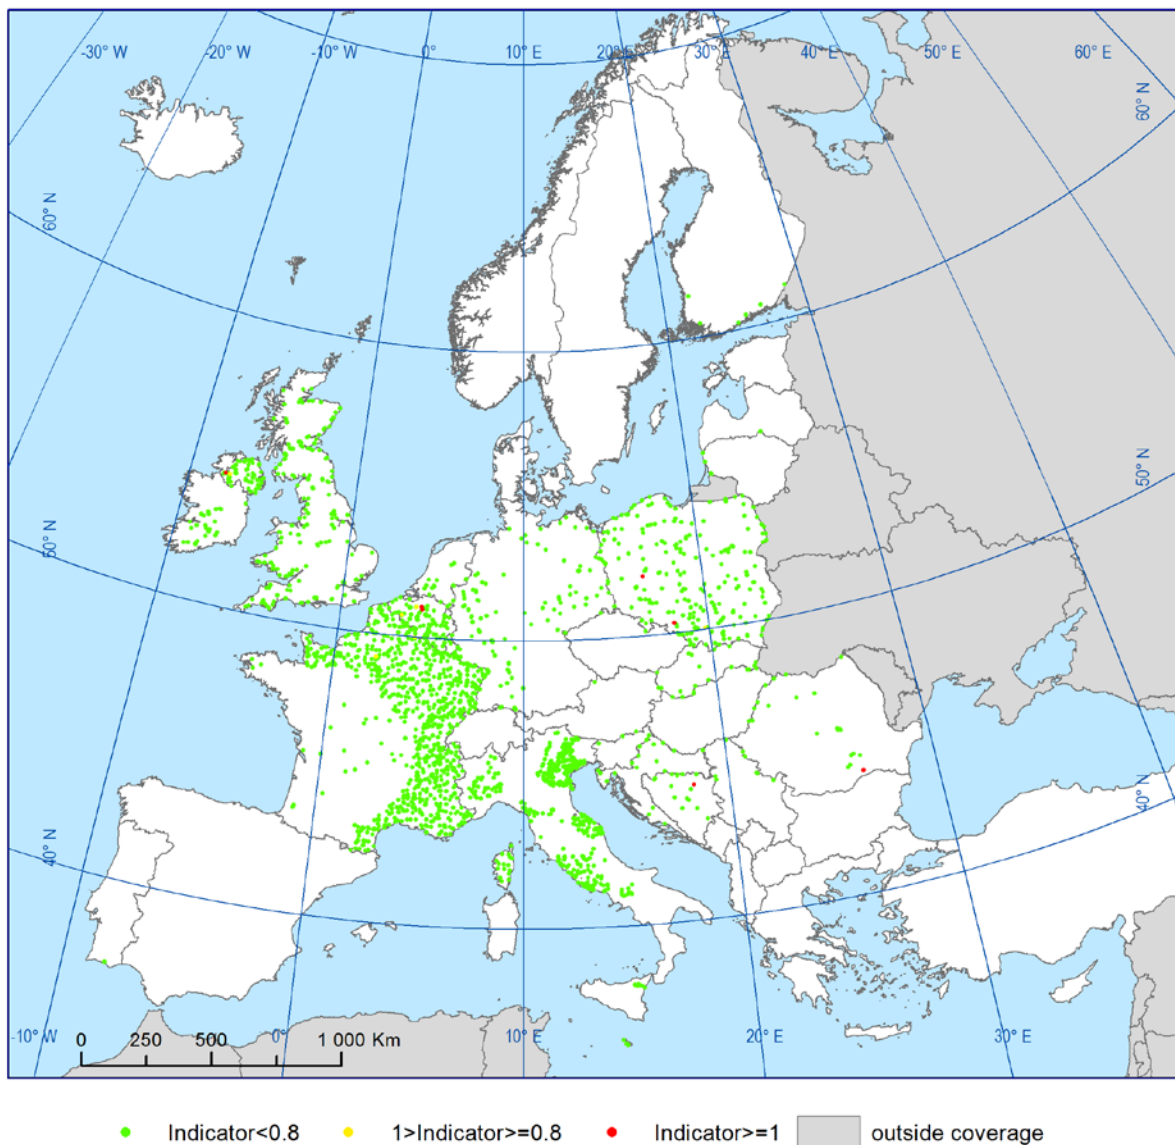 -30° W
-20° W
-10° W
0°
10° E
20° E
30° E
40° E
50° E
60° E
60° N
60° N
50° N
50° N
40° N
40° N
-10° W
0°
10° E
20° E
30° E
0 250 500 1 000 Km
Indicator<0.8 1>Indicator>=0.8 Indicator>=1 outside coverage